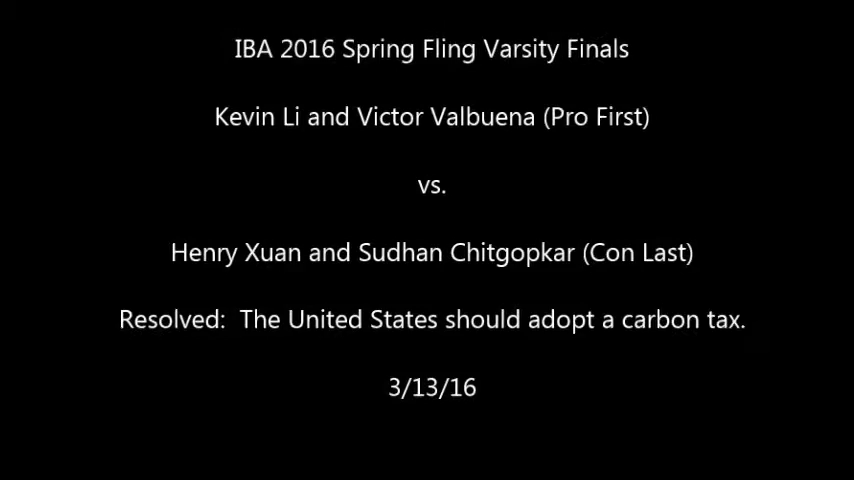 IBA 2016 Spring Fling Varsity Finals
Kevin Li and Victor Valbuena (Pro First)
vs.
Henry Xuan and Sudhan Chitgopkar (Con Last)
Resolved:  The United States should adopt a carbon tax.
3/13/16